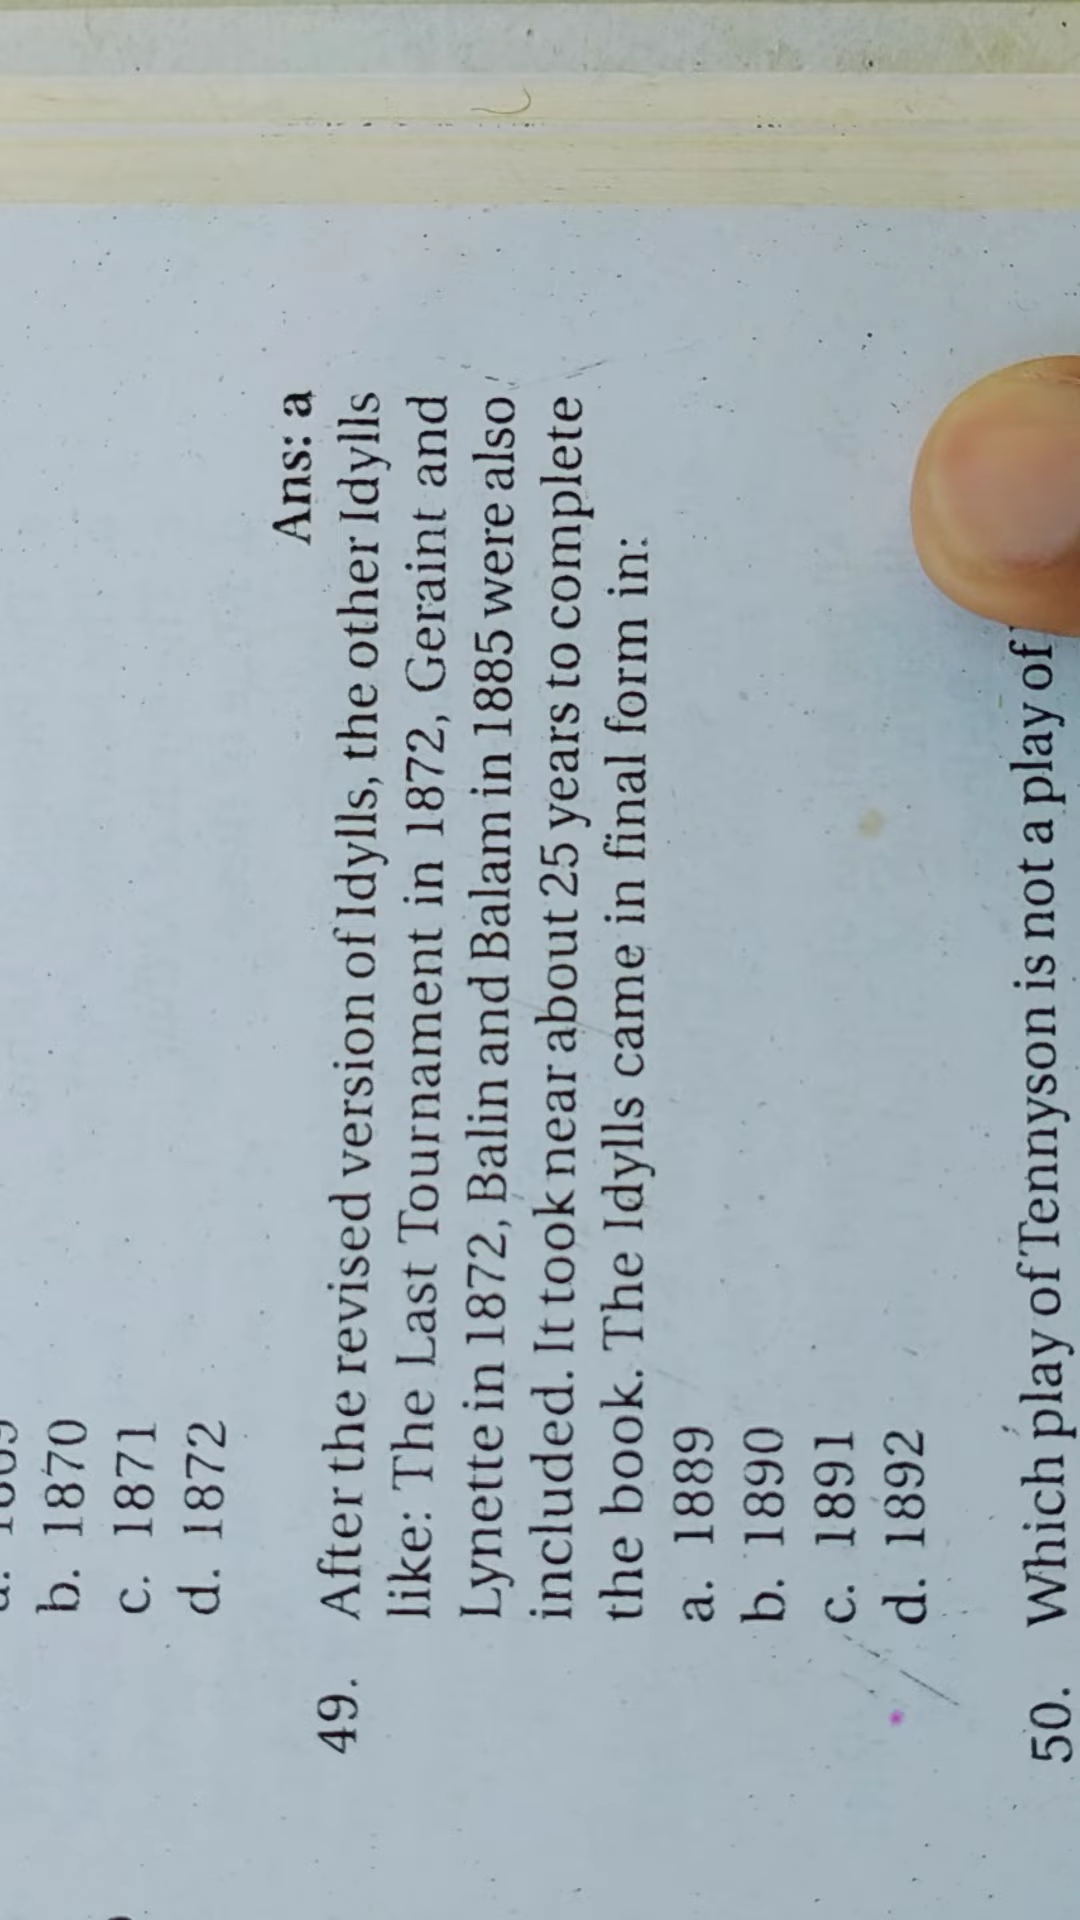 b. 1870
c. 1871
d. 1872
Ans: a
49. After the revised version of Idylls, the other Idylls
like: The Last Tournament in 1872, Geraint and
Lynette in 1872, Balin and Balam in 1885 were also
included. It took near about 25 years to complete
the book. The Idylls came in final form in:
a. 1889
b. 1890
c. 1891
d. 1892
50. Which play of Tennyson is not a play of